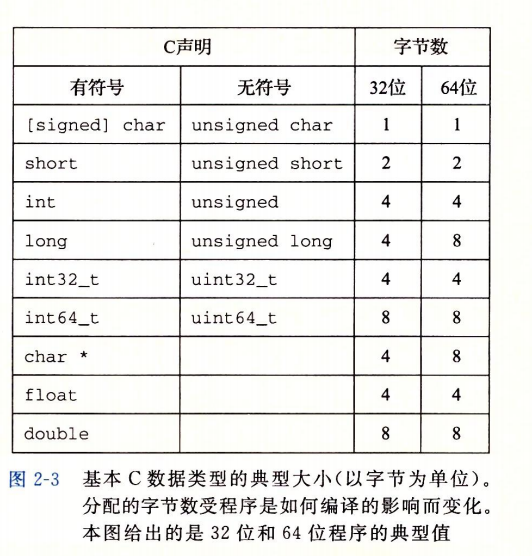 C声明 字节数
有符号 无符号 32位 64位
[signed] char unsigned char 1 1
short unsigned short 2 2
int unsigned 4 4
long unsigned long 4 8
int32_t uint32_t 4 4
int64_t uint64_t 8 8
char * 4 8
float 4 4
double 8 8
图 2-3 基本 C 数据类型的典型大小(以字节为单位)。
分配的字节数受程序是如何编译的影响而变化。
本图给出的是 32 位和 64 位程序的典型值